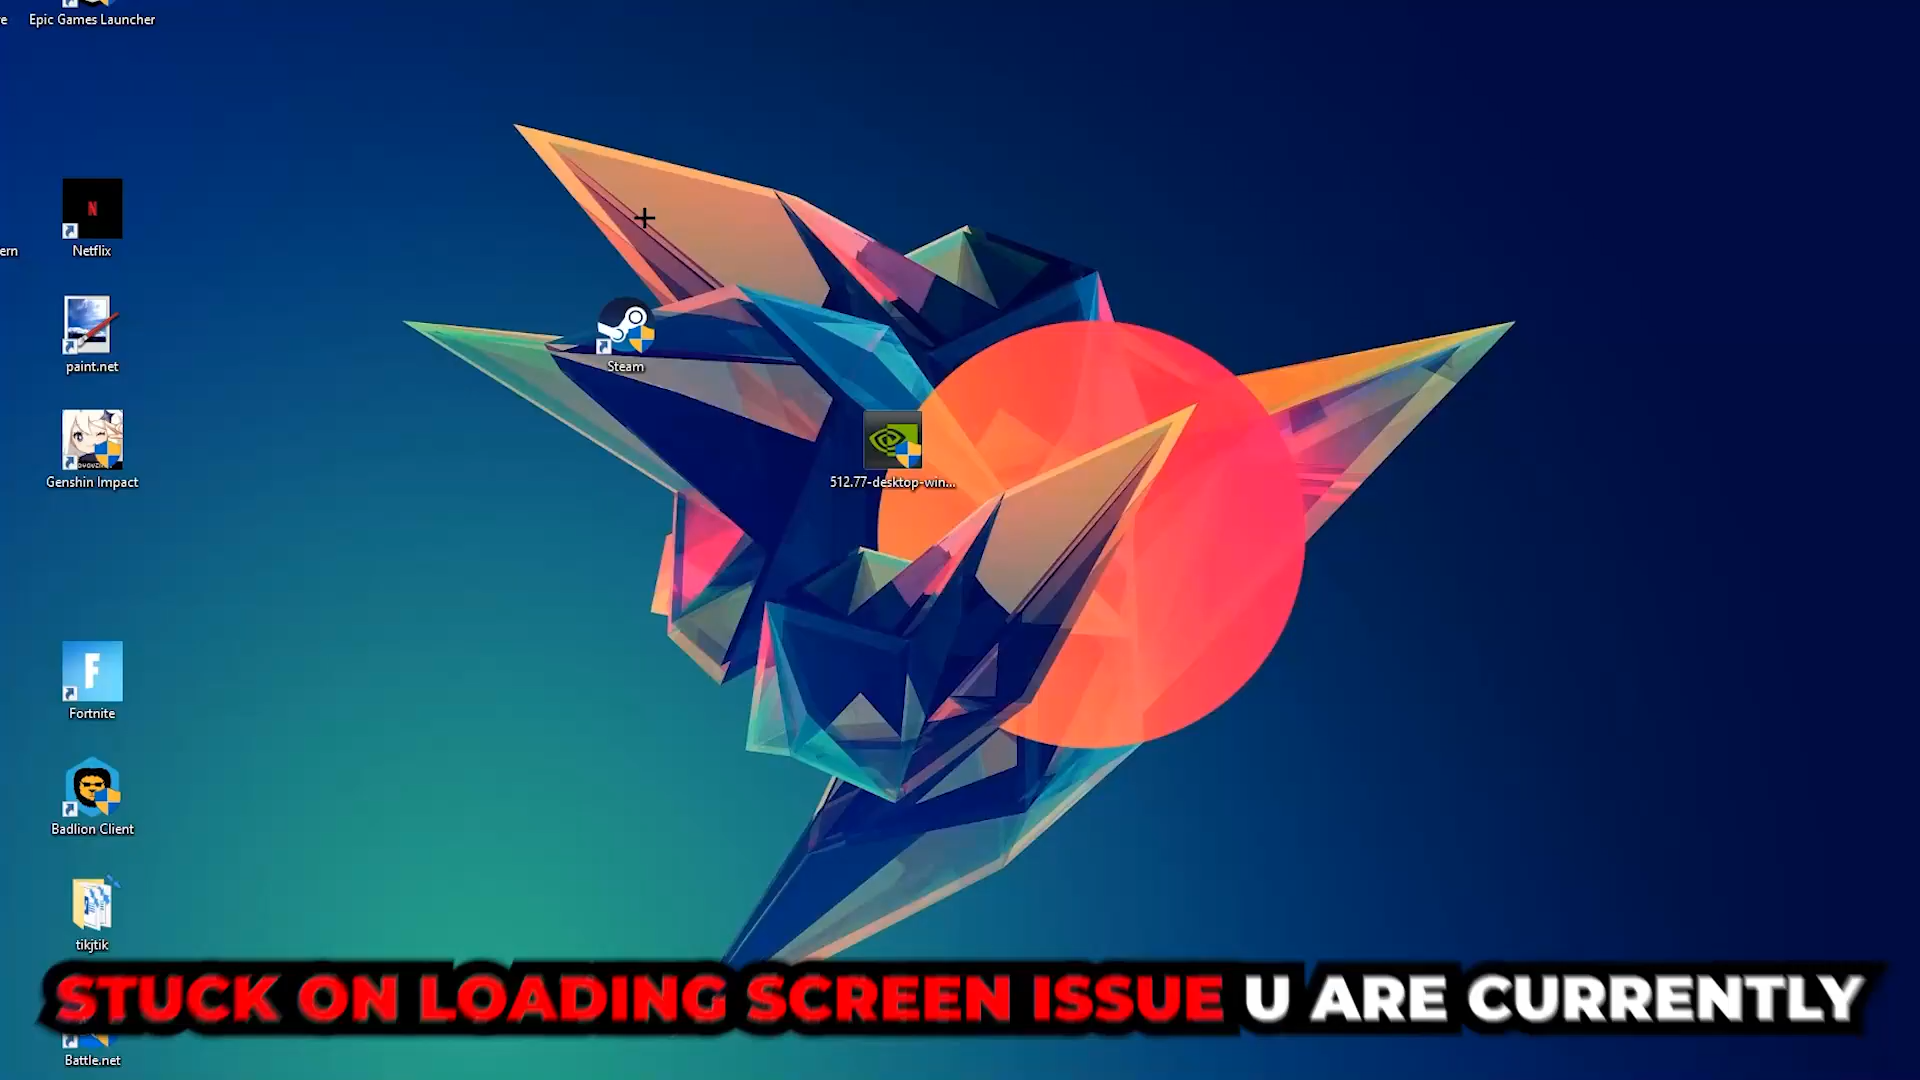 Epic Games Launcher
Netflix
ern
paint.net
Steam
Genshin Impact
512.77-desktop-win...
Fortnite
Badlion Client
tikjtik
STUCK ON LOADING SCREEN ISSUE U ARE CURRENTLY
Battle.net